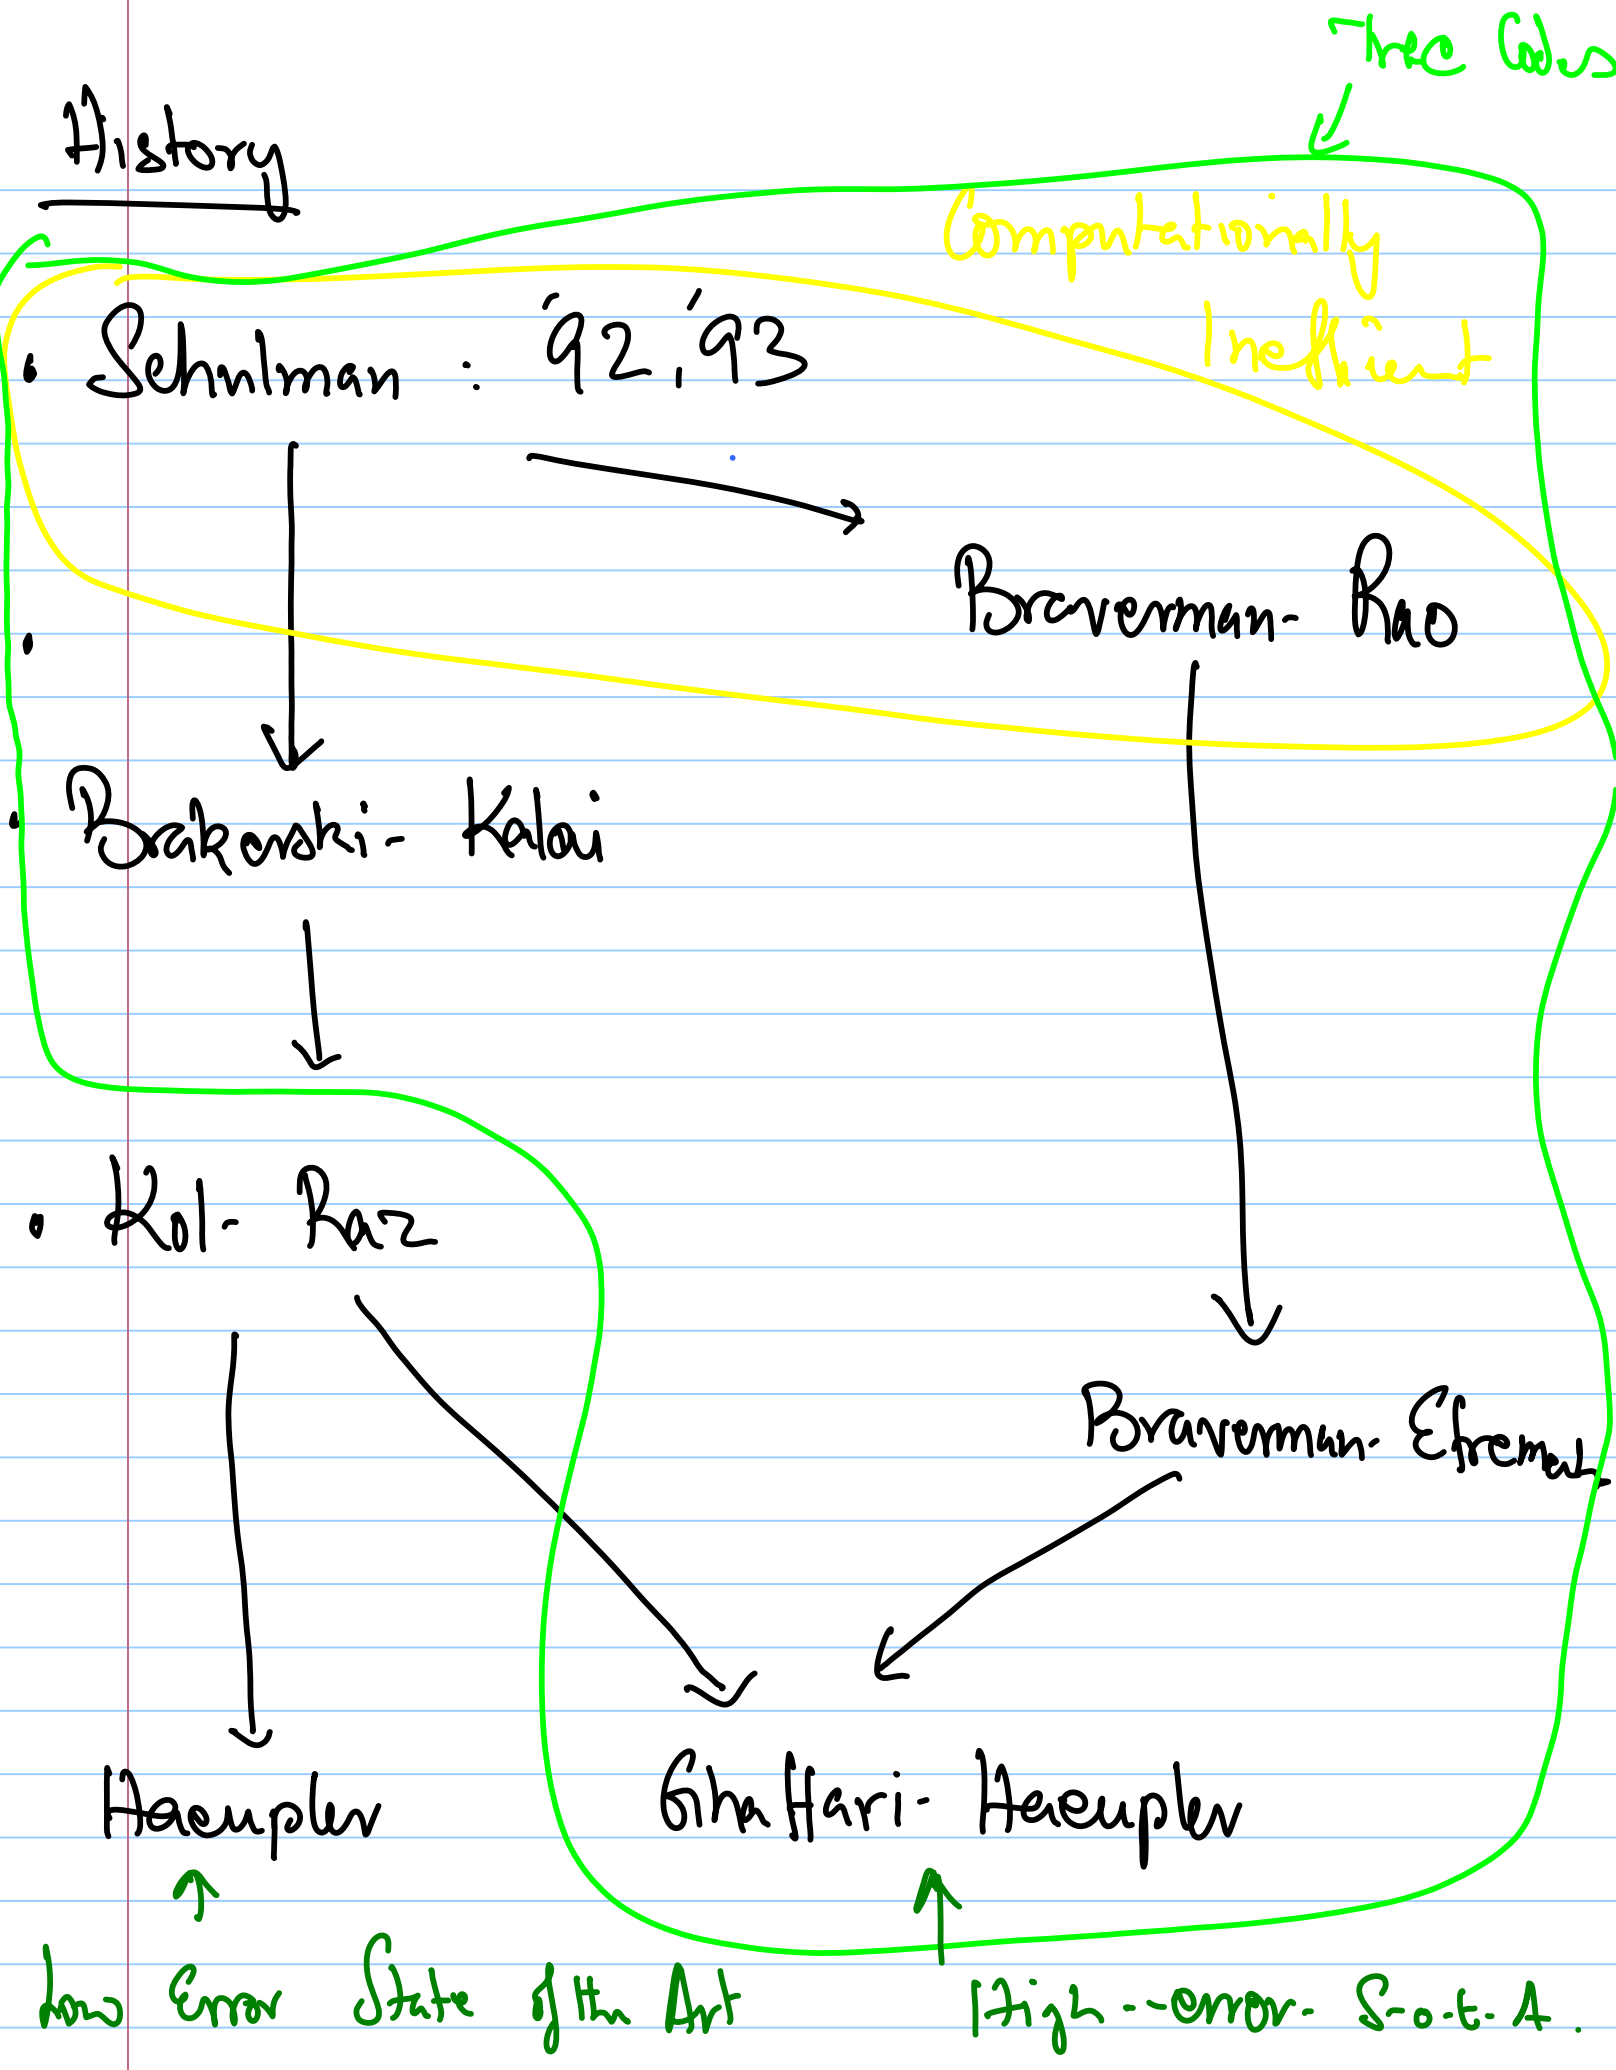 Tree Codes
History
Computationally
Inefficient
• Schulman : '92, '93
Braverman - Rao
•
• Brakerski - Kalai
• Kol - Raz
Braverman - Efremenko
Haeupler
Ghaffari - Haeupler
Low Error State of the Art
High - error - S.o.t.A.